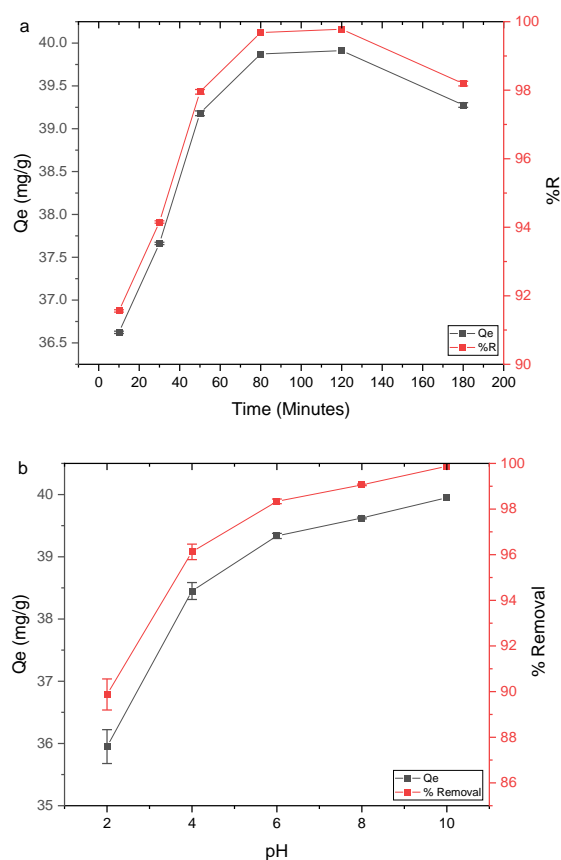 a
40.0
39.5
39.0
38.5
38.0
37.5
37.0
36.5
Qe (mg/g)
100
98
96
94
92
90
%R
Qe
%R
0 20 40 60 80 100 120 140 160 180 200
Time (Minutes)
b
40
39
38
37
36
35
Qe (mg/g)
100
98
96
94
92
90
88
86
% Removal
Qe
% Removal
2 4 6 8 10
pH